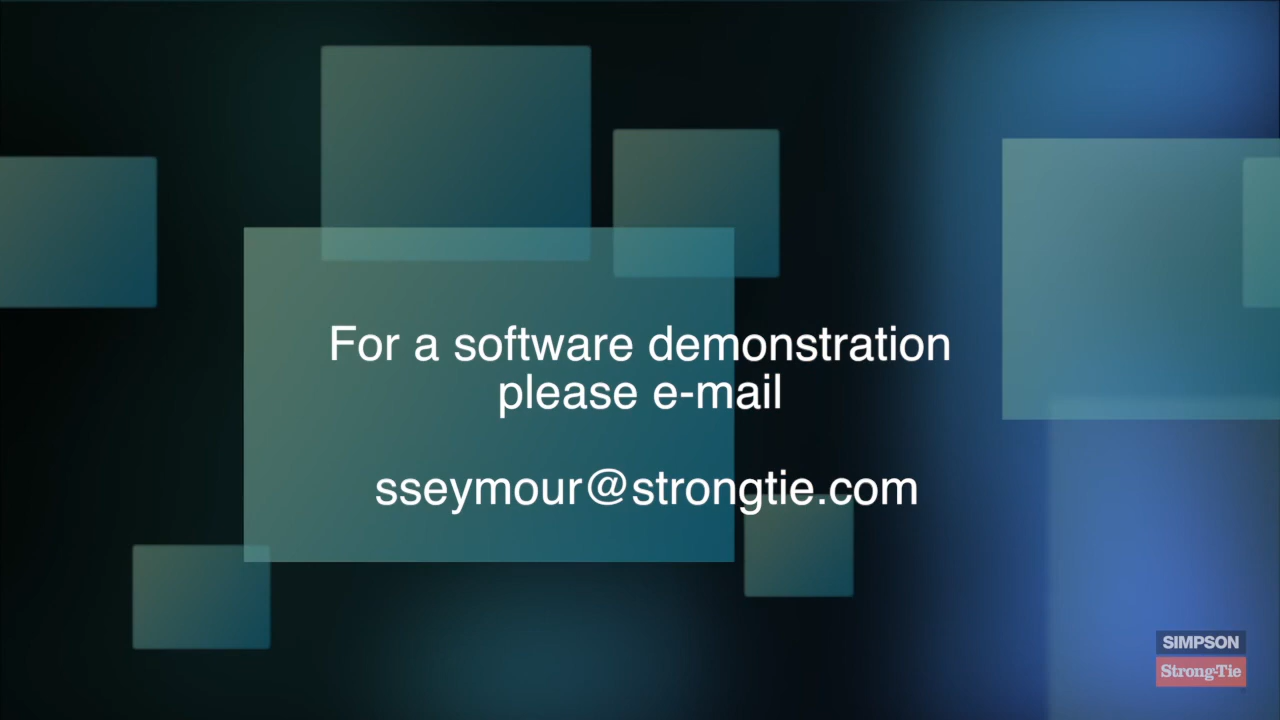 For a software demonstration
please e-mail
sseymour@strongtie.com
SIMPSON
Strong-Tie